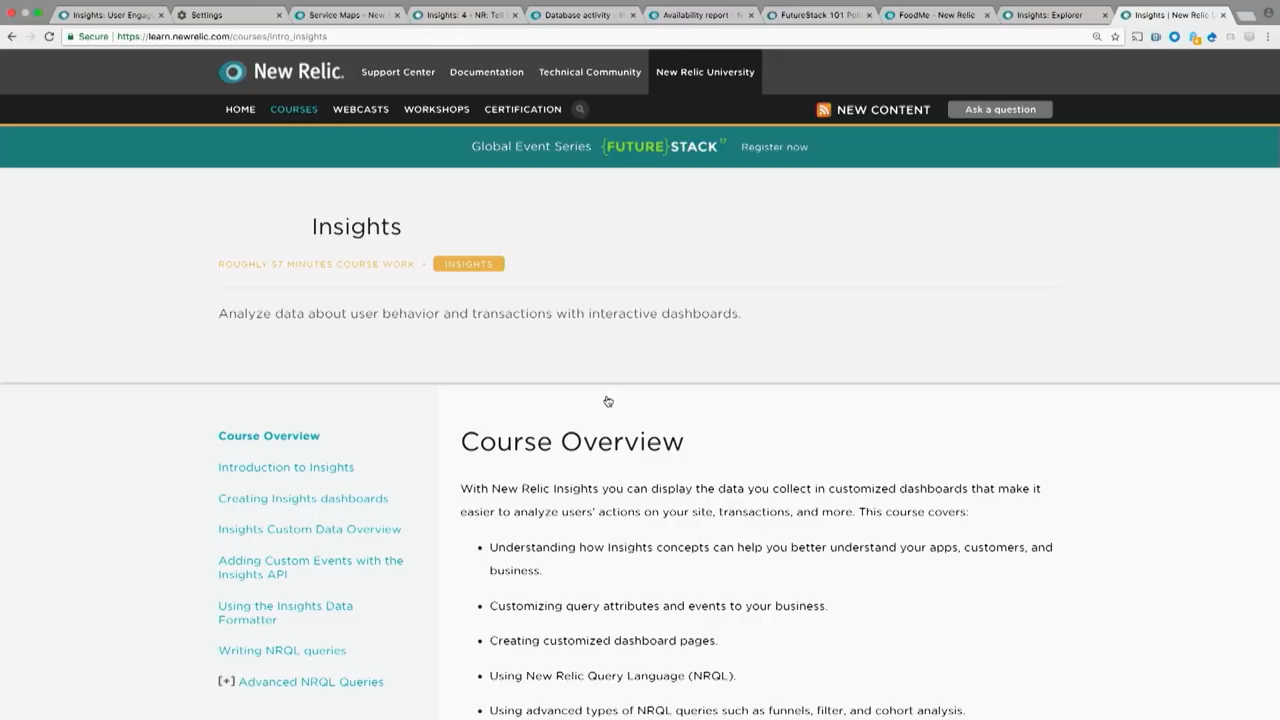 Insights: User Engag
Settings
Service Maps - New
Insights: 4 - NR: Tell
Database activity -
Availability report -
FutureStack 101
FoodMe - New Relic
Insights: Explorer
Insights | New Relic
Secure
https://learn.newrelic.com/courses/intro_insights
New Relic.
Support Center
Documentation
Technical Community
New Relic University
HOME
COURSES
WEBCASTS
WORKSHOPS
CERTIFICATION
NEW CONTENT
Ask a question
Global Event Series {FUTURE}STACK17 Register now
Insights
ROUGHLY 57 MINUTES COURSE WORK •
INSIGHTS
Analyze data about user behavior and transactions with interactive dashboards.
Course Overview
Introduction to Insights
Creating Insights dashboards
Insights Custom Data Overview
Adding Custom Events with the
Insights API
Using the Insights Data
Formatter
Writing NRQL queries
[+] Advanced NRQL Queries
Course Overview
With New Relic Insights you can display the data you collect in customized dashboards that make it
easier to analyze users' actions on your site, transactions, and more. This course covers:
• Understanding how Insights concepts can help you better understand your apps, customers, and
business.
• Customizing query attributes and events to your business.
• Creating customized dashboard pages.
• Using New Relic Query Language (NRQL).
• Using advanced types of NRQL queries such as funnels, filter, and cohort analysis.